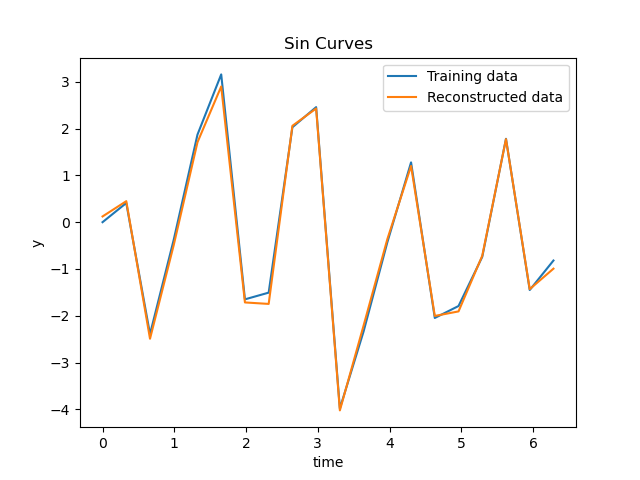 Sin Curves
Training data
Reconstructed data
3
2
1
0
−1
−2
−3
−4
y
0 1 2 3 4 5 6
time